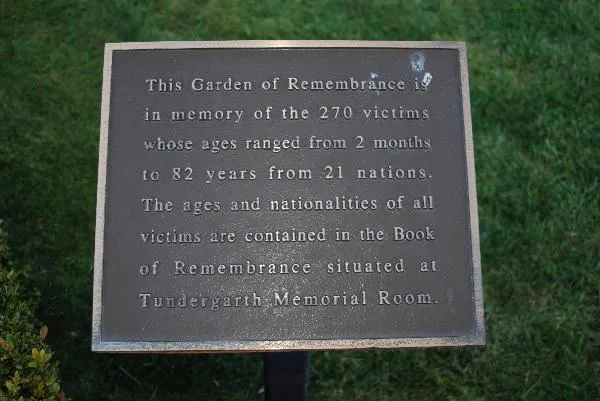 This Garden of Remembrance is
in memory of the 270 victims
whose ages ranged from 2 months
to 82 years from 21 nations.
The ages and nationalities of all
victims are contained in the Book
of Remembrance situated at
Tundergarth Memorial Room.